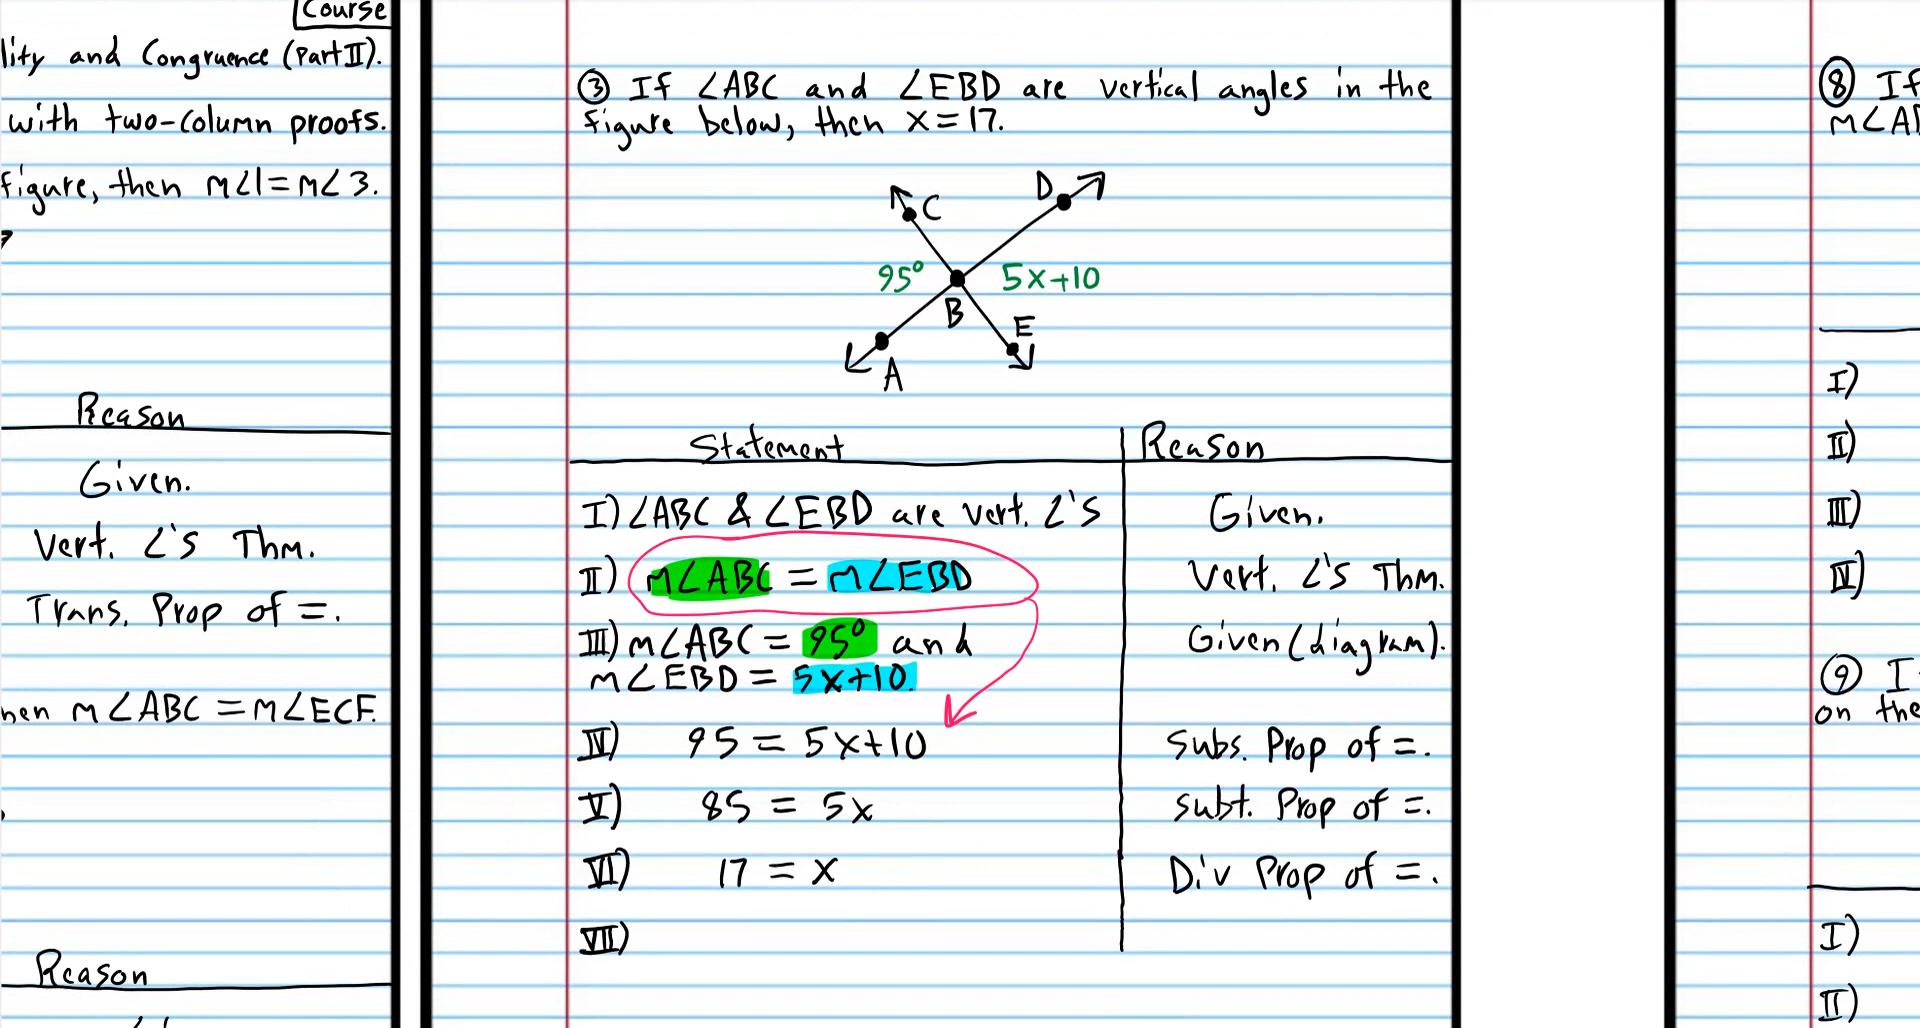 Course
lity and Congruence (Part II).
with two-column proofs.
figure, then m∠1=m∠3.
Reason
Given.
Vert. ∠'s Thm.
Trans. Prop of =.
hen m∠ABC = m∠ECF.
Reason
③ If ∠ABC and ∠EBD are vertical angles in the
figure below, then x=17.
C
D
95°
5x+10
B
E
A
Statement
Reason
I) ∠ABC & ∠EBD are vert. ∠'s
Given.
II) m∠ABC = m∠EBD
Vert. ∠'s Thm.
III) m∠ABC = 95° and
Given (diagram).
m∠EBD = 5x+10.
IV) 95 = 5x+10
Subs. Prop of =.
V) 85 = 5x
Subt. Prop of =.
VI) 17 = x
Div Prop of =.
VII)
⑧ If
m∠AB
I)
II)
III)
IV)
⑨ I
on the
I)
II)